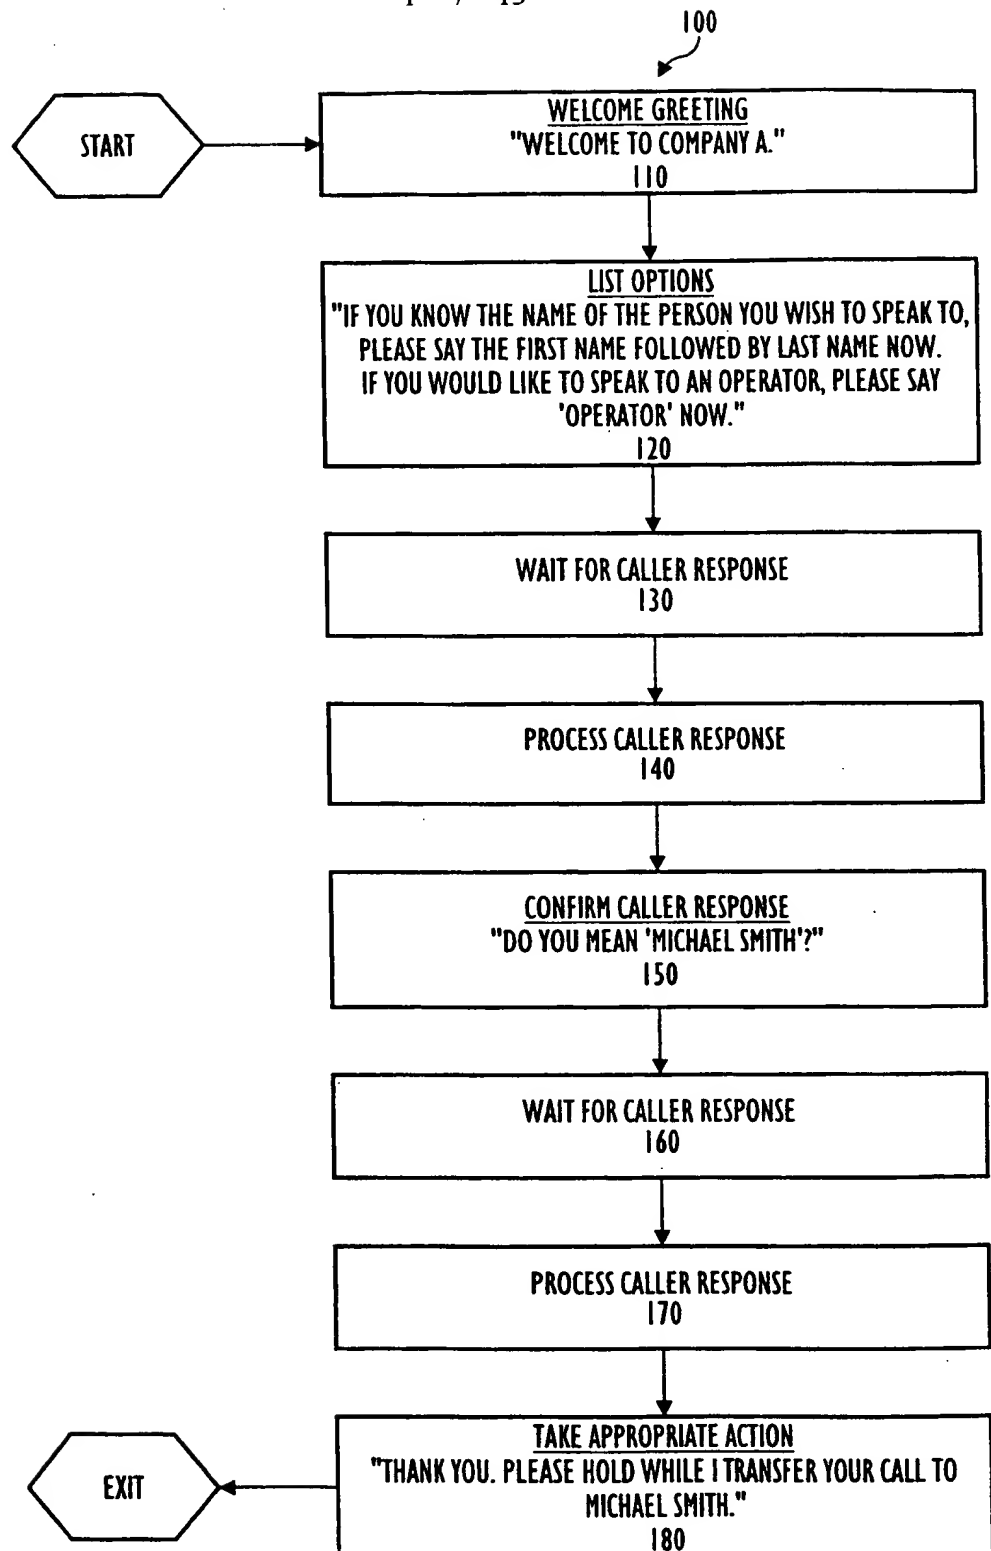 100
START
WELCOME GREETING
"WELCOME TO COMPANY A."
110
LIST OPTIONS
"IF YOU KNOW THE NAME OF THE PERSON YOU WISH TO SPEAK TO,
PLEASE SAY THE FIRST NAME FOLLOWED BY LAST NAME NOW.
IF YOU WOULD LIKE TO SPEAK TO AN OPERATOR, PLEASE SAY
'OPERATOR' NOW."
120
WAIT FOR CALLER RESPONSE
130
PROCESS CALLER RESPONSE
140
CONFIRM CALLER RESPONSE
"DO YOU MEAN 'MICHAEL SMITH'?"
150
WAIT FOR CALLER RESPONSE
160
PROCESS CALLER RESPONSE
170
TAKE APPROPRIATE ACTION
"THANK YOU. PLEASE HOLD WHILE I TRANSFER YOUR CALL TO
MICHAEL SMITH."
180
EXIT